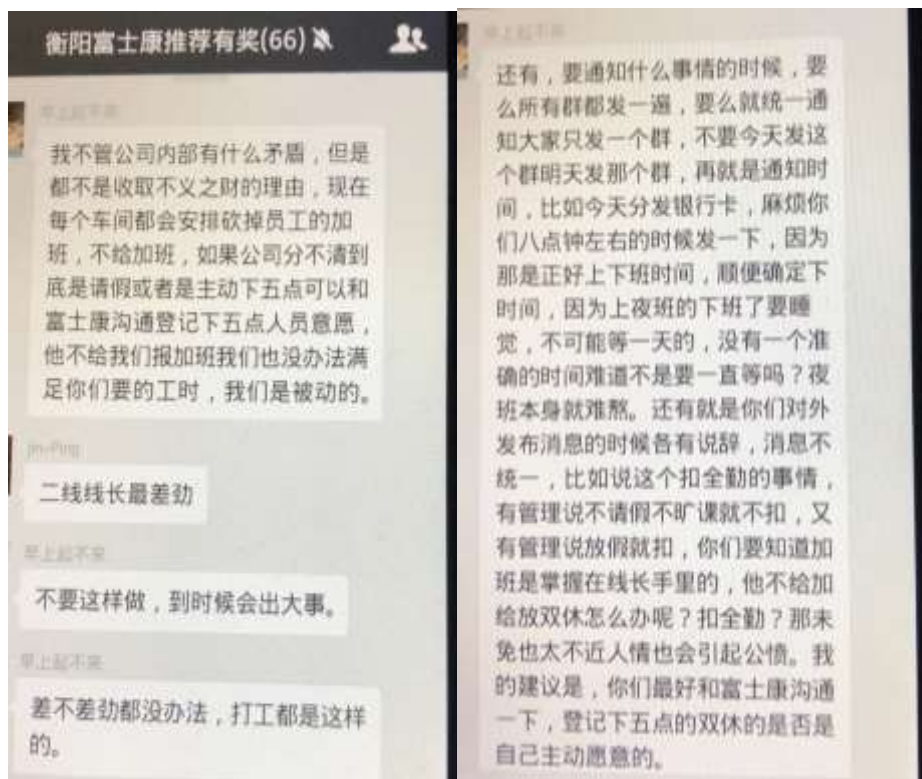 衡阳富士康推荐有奖(66)
早上起不来
我不管公司内部有什么矛盾，但是
都不是收取不义之财的理由，现在
每个车间都会安排砍掉员工的加
班，不给加班，如果公司分不清到
底是请假或者是主动下五点可以和
富士康沟通登记下五点人员意愿，
他不给我们报加班我们也没办法满
足你们要的工时，我们是被动的。
jin-Ping
二线线长最差劲
早上起不来
不要这样做，到时候会出大事。
早上起不来
差不差劲都没办法，打工都是这样
的。
早上起不来
还有，要通知什么事情的时候，要
么所有群都发一遍，要么就统一通
知大家只发一个群，不要今天发这
个群明天发那个群，再就是通知时
间，比如今天分发银行卡，麻烦你
们八点钟左右的时候发一下，因为
那是正好上下班时间，顺便确定下
时间，因为上夜班的下班了要睡
觉，不可能等一天的，没有一个准
确的时间难道不是要一直等吗？夜
班本身就难熬。还有就是你们对外
发布消息的时候各有说辞，消息不
统一，比如说这个扣全勤的事情，
有管理说不请假不旷课就不扣，又
有管理说放假就扣，你们要知道加
班是掌握在线长手里的，他不给加
给放双休怎么办呢？扣全勤？那未
免也太不近人情也会引起公愤。我
的建议是，你们最好和富士康沟通
一下，登记下五点的双休的是否是
自己主动愿意的。